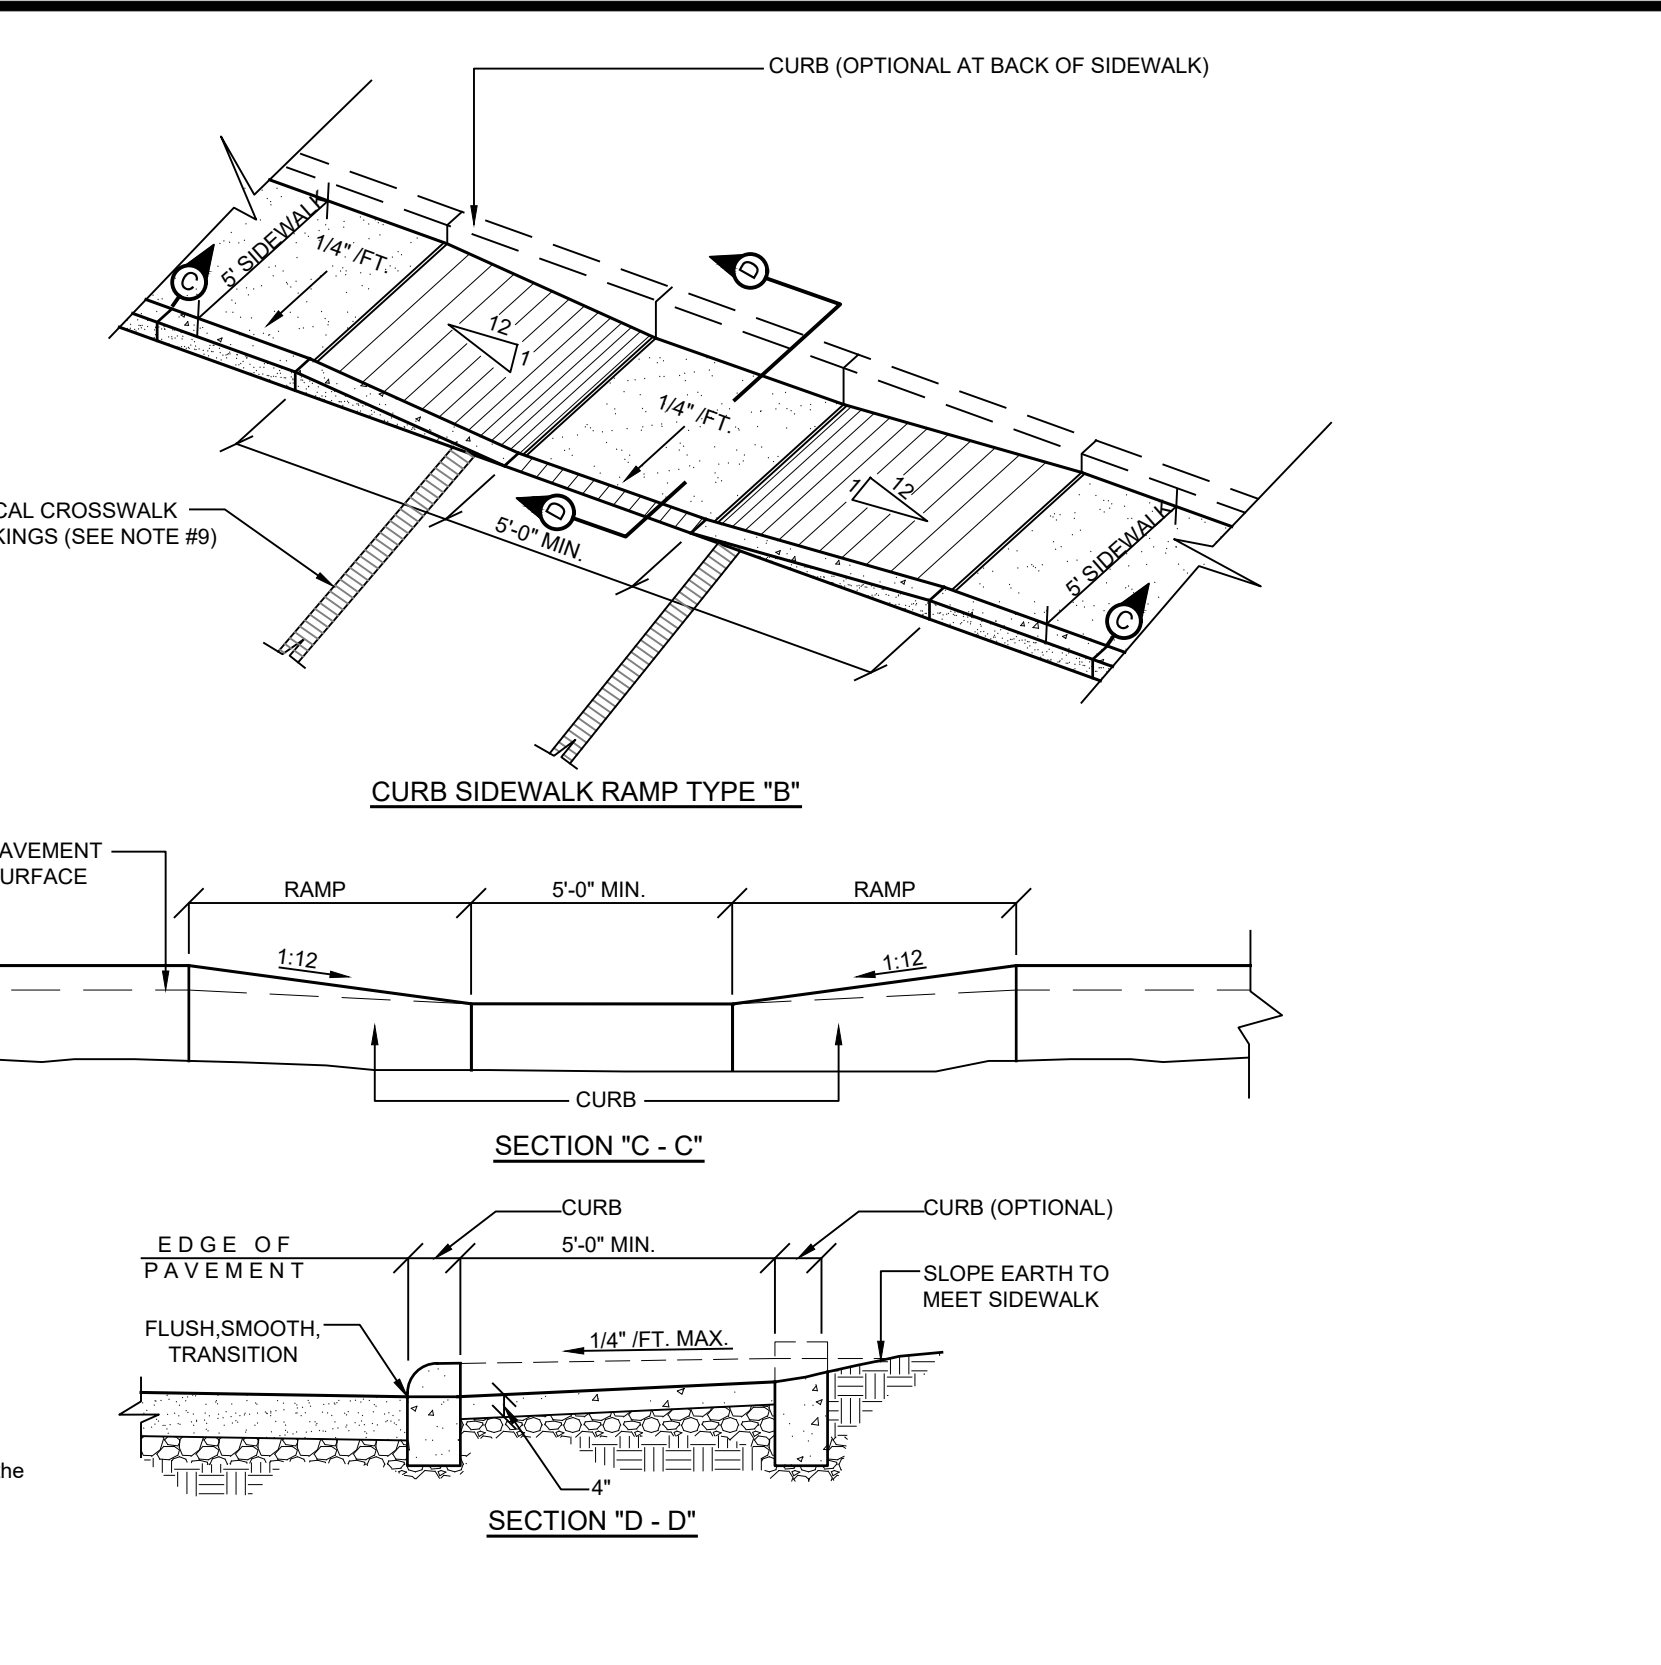 CURB (OPTIONAL AT BACK OF SIDEWALK)
5' SIDEWALK
1/4" /FT.
C
D
12
1
1/4" /FT.
1
12
D
5'-0" MIN.
5' SIDEWALK
C
CAL CROSSWALK
KINGS (SEE NOTE #9)
CURB SIDEWALK RAMP TYPE "B"
AVEMENT
URFACE
RAMP
5'-0" MIN.
RAMP
1:12
1:12
CURB
SECTION "C - C"
CURB
CURB (OPTIONAL)
EDGE OF
PAVEMENT
5'-0" MIN.
SLOPE EARTH TO
MEET SIDEWALK
FLUSH,SMOOTH,
TRANSITION
1/4" /FT. MAX.
the
4"
SECTION "D - D"